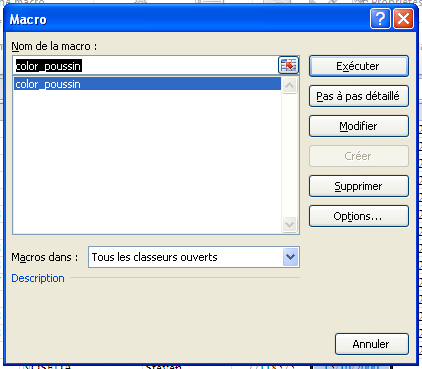 Macro
Nom de la macro :
color_poussin
color_poussin
Exécuter
Pas à pas détaillé
Modifier
Créer
Supprimer
Options...
Macros dans : Tous les classeurs ouverts
Description
Annuler